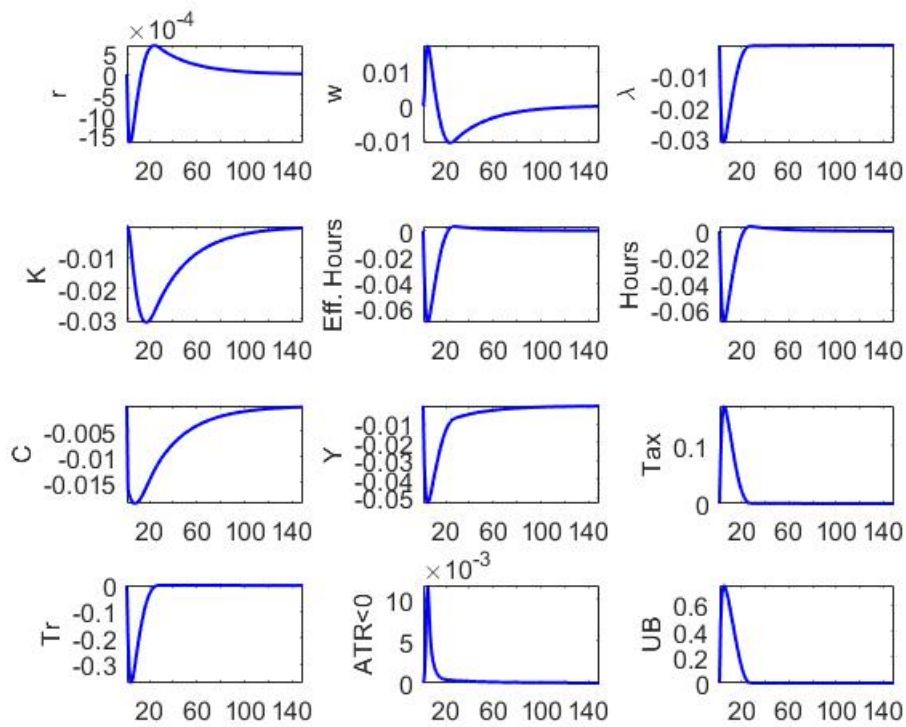 ×10⁻⁴
5
0
-5
-10
-15
r
20 60 100 140
0.01
0
-0.01
w
20 60 100 140
-0.01
-0.02
-0.03
λ
20 60 100 140
-0.01
-0.02
-0.03
K
20 60 100 140
0
-0.02
-0.04
-0.06
Eff. Hours
20 60 100 140
0
-0.02
-0.04
-0.06
Hours
20 60 100 140
-0.005
-0.01
-0.015
C
20 60 100 140
-0.01
-0.02
-0.03
-0.04
-0.05
Y
20 60 100 140
0.1
0
Tax
20 60 100 140
0
-0.1
-0.2
-0.3
Tr
20 60 100 140
×10⁻³
10
5
0
ATR<0
20 60 100 140
0.6
0.4
0.2
0
UB
20 60 100 140